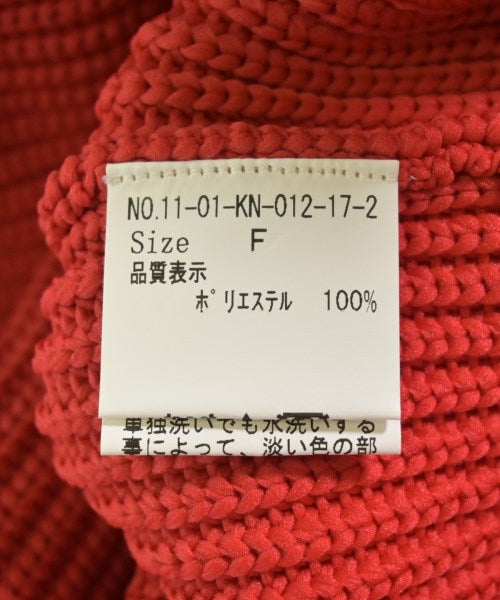 NO.11-01-KN-012-17-2
Size F
品質表示
ポリエステル 100%
単独洗いでも水洗いする
事によって、淡い色の部